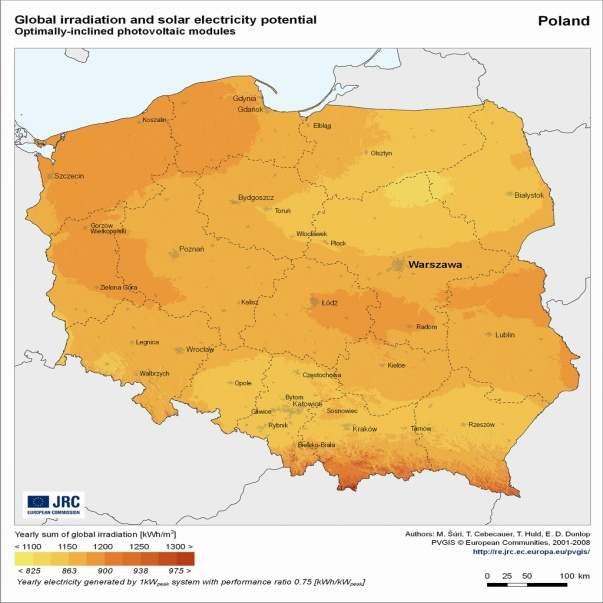 Global irradiation and solar electricity potential
Optimally-inclined photovoltaic modules
Poland
Gdynia
Gdańsk
Koszalin
Elbląg
Olsztyn
Szczecin
Białystok
Bydgoszcz
Toruń
Gorzow
Wielkopolski
Włocławek
Płock
Poznań
Warszawa
Zielona Góra
Kalisz
Łódź
Radom
Lublin
Legnica
Wrocław
Kielce
Wałbrzych
Częstochowa
Opole
Bytom
Katowice
Gliwice
Sosnowiec
Rybnik
Kraków
Tarnow
Rzeszów
Bielsko-Biała
JRC
EUROPEAN COMMISSION
Yearly sum of global irradiation [kWh/m²]
< 1100 1150 1200 1250 1300 >
< 825 863 900 938 975 >
Yearly electricity generated by 1kWpeak system with performance ratio 0.75 [kWh/kWpeak]
Authors: M. Šúri, T. Cebecauer, T. Huld, E. D. Dunlop
PVGIS © European Communities, 2001-2008
http://re.jrc.ec.europa.eu/pvgis/
0 25 50 100 km